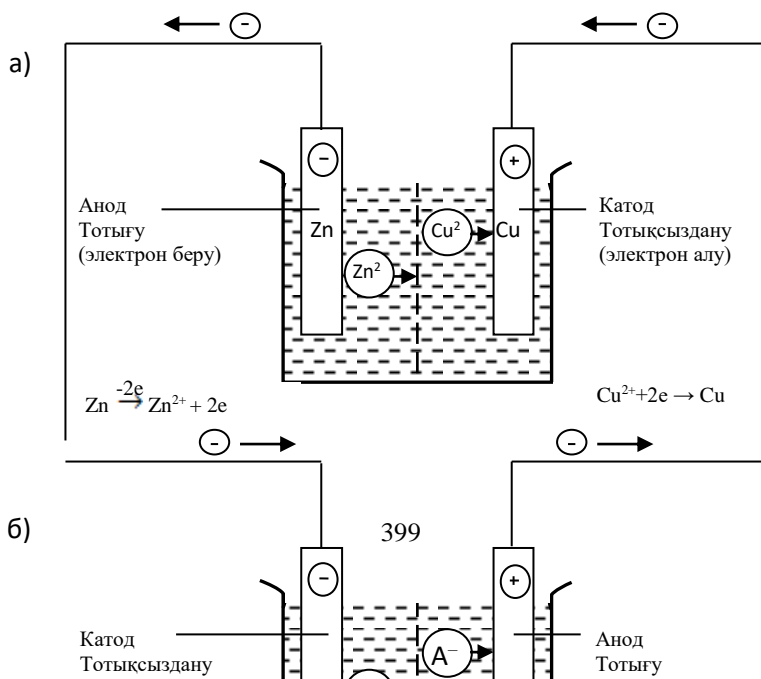 -
-
а)
-
+
Анод
Тотығу
(электрон беру)
Zn
Cu²
Cu
Zn²
Катод
Тотықсыздану
(электрон алу)
-2e
Zn → Zn²⁺ + 2e
Cu²⁺+2e → Cu
-
-
б)
399
-
+
Катод
Тотықсыздану
A⁻
Анод
Тотығу